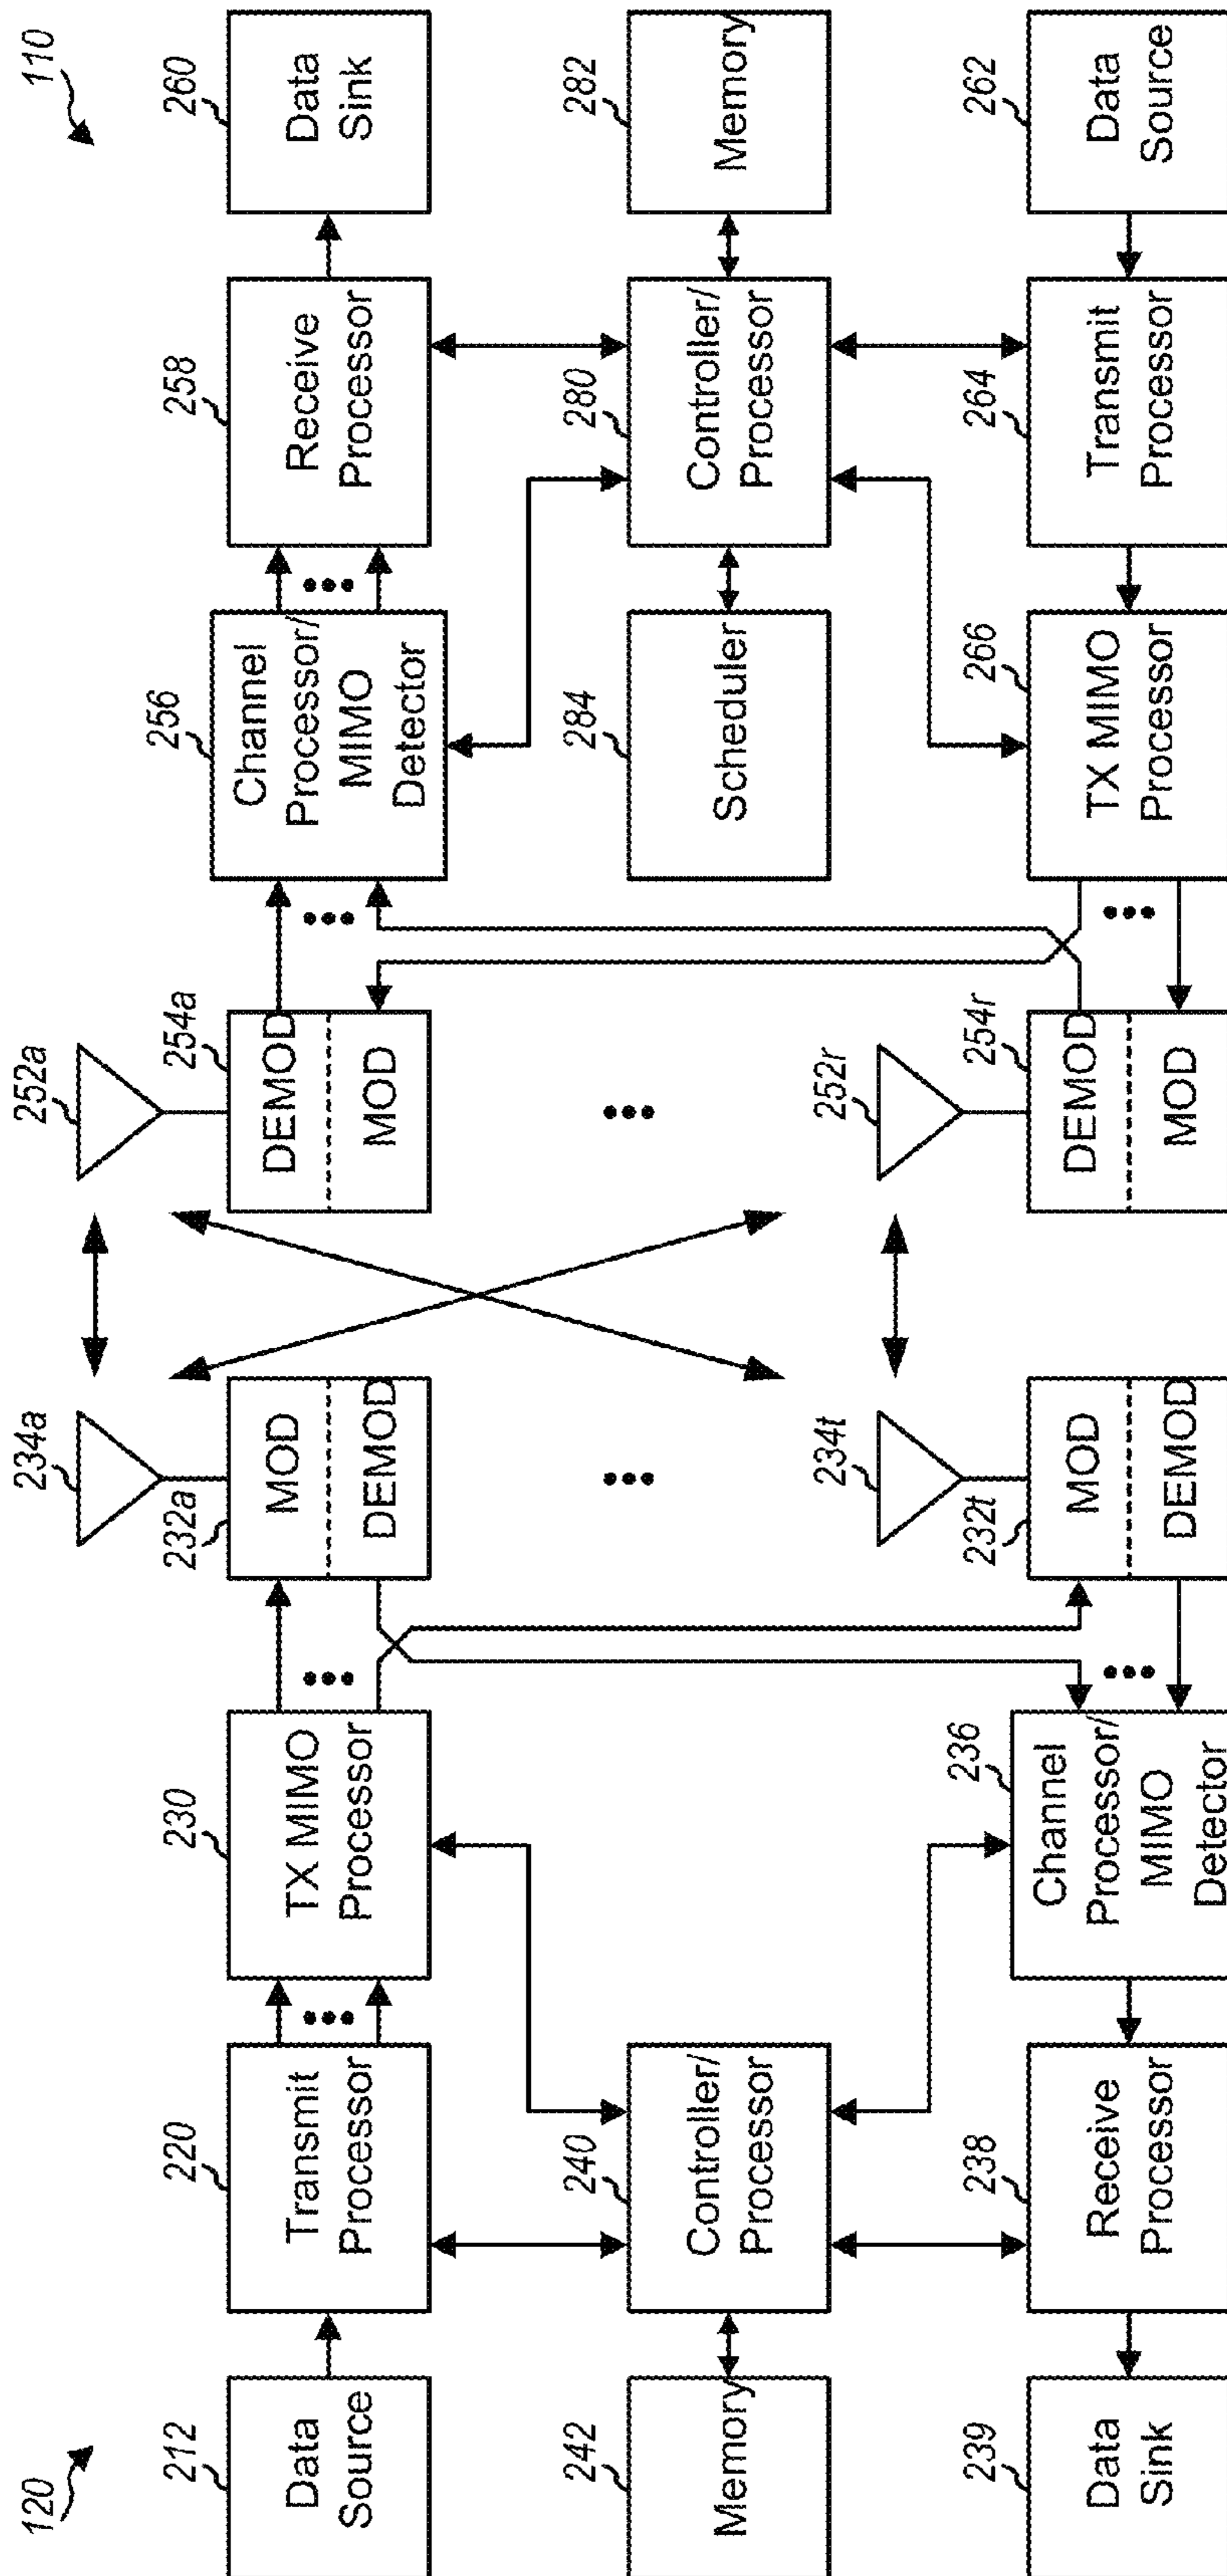 120
110
212
Data
Source
220
Transmit
Processor
230
TX MIMO
Processor
232a
MOD
DEMOD
234a
252a
254a
DEMOD
MOD
256
Channel
Processor/
MIMO
Detector
258
Receive
Processor
260
Data
Sink
242
Memory
240
Controller/
Processor
284
Scheduler
280
Controller/
Processor
282
Memory
239
Data
Sink
238
Receive
Processor
236
Channel
Processor/
MIMO
Detector
232t
MOD
DEMOD
234t
252r
254r
DEMOD
MOD
266
TX MIMO
Processor
264
Transmit
Processor
262
Data
Source